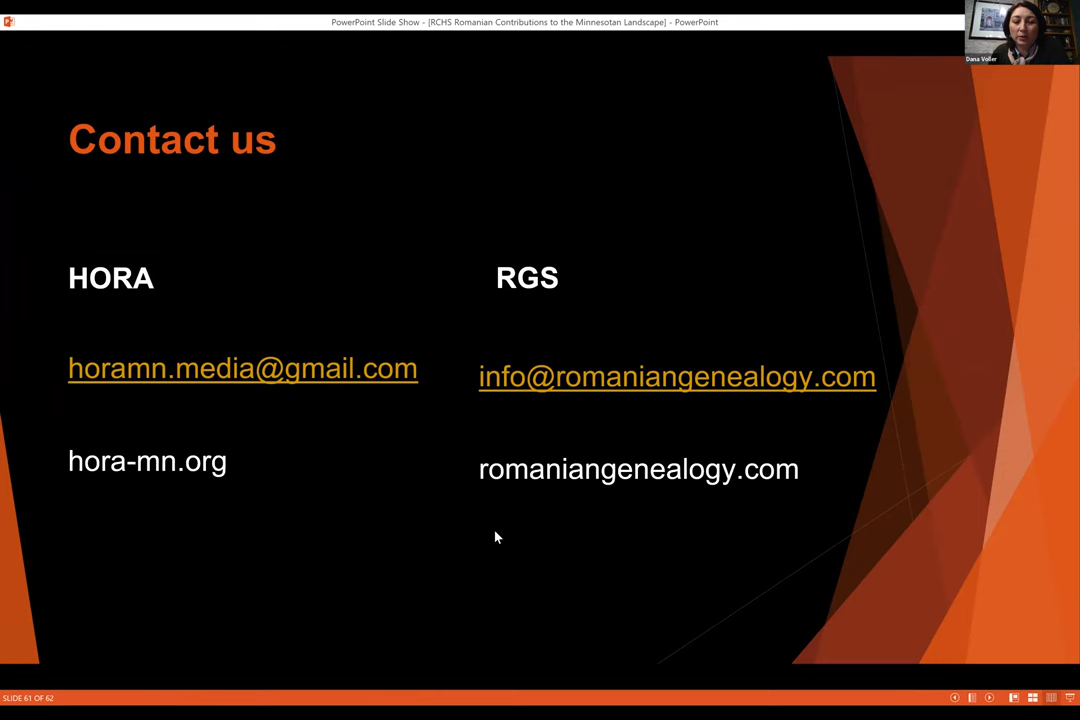 PowerPoint Slide Show - [RCHS Romanian Contributions to the Minnesotan Landscape] - PowerPoint
Dana Voller
Contact us
HORA
horamn.media@gmail.com
hora-mn.org
RGS
info@romaniangenealogy.com
romaniangenealogy.com
SLIDE 61 OF 62